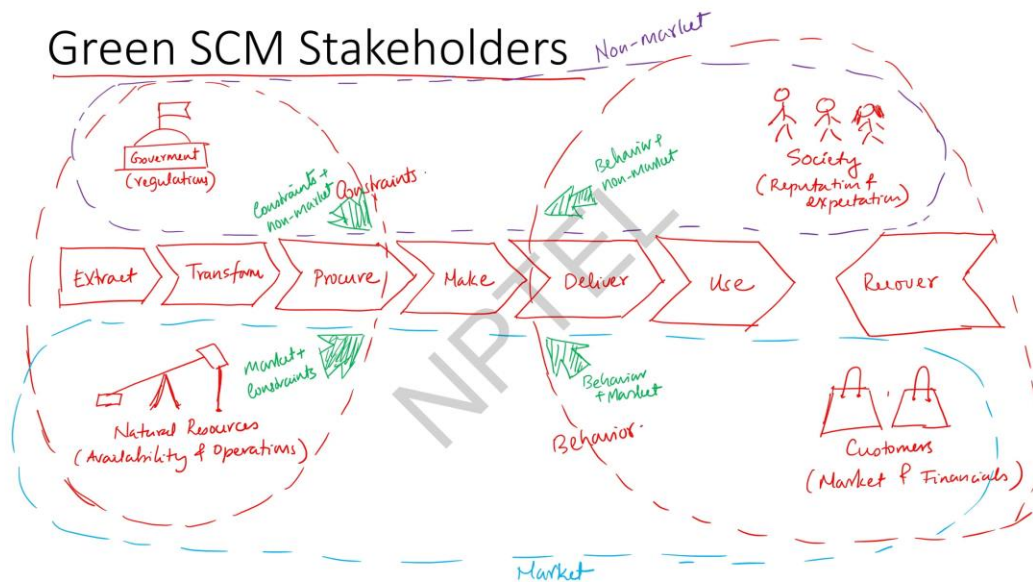 Green SCM Stakeholders
Non-market
Goverment
(regulations)
Constraints +
non-market
Constraints.
Behavior &
non-market
Society
(Reputation &
expectation)
Extract
Transform
Procure
Make
Deliver
Use
Recover
NPTEL
Market +
Constraints
Behavior
+ Market
Natural Resources
(Availability & Operations)
Behavior.
Customers
(Market & Financials)
Market